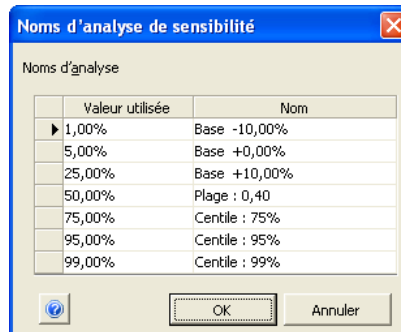 Noms d'analyse de sensibilité
Noms d'analyse
Valeur utilisée Nom
1,00% Base -10,00%
5,00% Base +0,00%
25,00% Base +10,00%
50,00% Plage : 0,40
75,00% Centile : 75%
95,00% Centile : 95%
99,00% Centile : 99%
OK Annuler